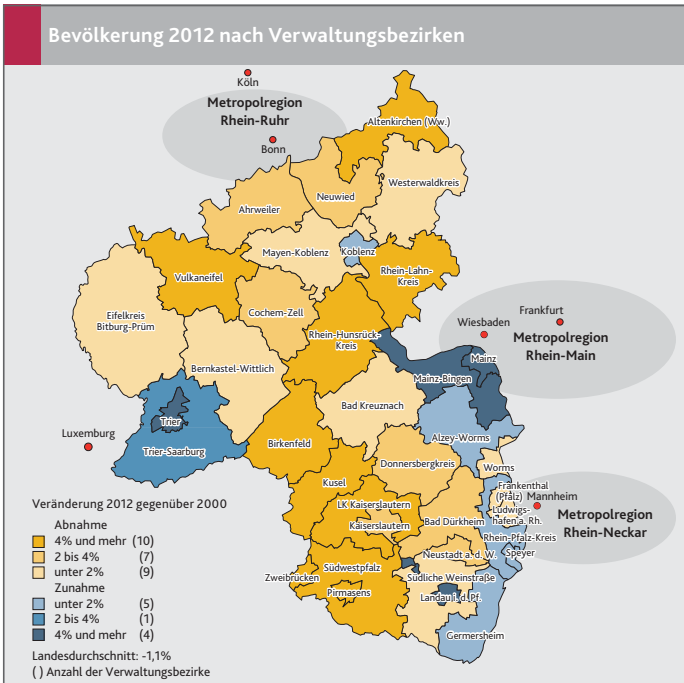 Bevölkerung 2012 nach Verwaltungsbezirken
Köln
Metropolregion
Rhein-Ruhr
Bonn
Altenkirchen (Ww.)
Westerwaldkreis
Neuwied
Ahrweiler
Mayen-Koblenz
Koblenz
Vulkaneifel
Rhein-Lahn-
Kreis
Cochem-Zell
Eifelkreis
Bitburg-Prüm
Rhein-Hunsrück-
Kreis
Frankfurt
Wiesbaden
Metropolregion
Rhein-Main
Mainz
Mainz-Bingen
Bernkastel-Wittlich
Bad Kreuznach
Trier
Luxemburg
Trier-Saarburg
Birkenfeld
Alzey-Worms
Donnersbergkreis
Worms
Kusel
Frankenthal
(Pfalz)
Mannheim
Ludwigs-
hafen a. Rh.
Metropolregion
Rhein-Neckar
LK Kaiserslautern
Kaiserslautern
Bad Dürkheim
Rhein-Pfalz-Kreis
Speyer
Neustadt a. d. W.
Südwestpfalz
Zweibrücken
Pirmasens
Südliche Weinstraße
Landau i. d. Pf.
Germersheim
Veränderung 2012 gegenüber 2000
Abnahme
4% und mehr (10)
2 bis 4% (7)
unter 2% (9)
Zunahme
unter 2% (5)
2 bis 4% (1)
4% und mehr (4)
Landesdurchschnitt: -1,1%
( ) Anzahl der Verwaltungsbezirke